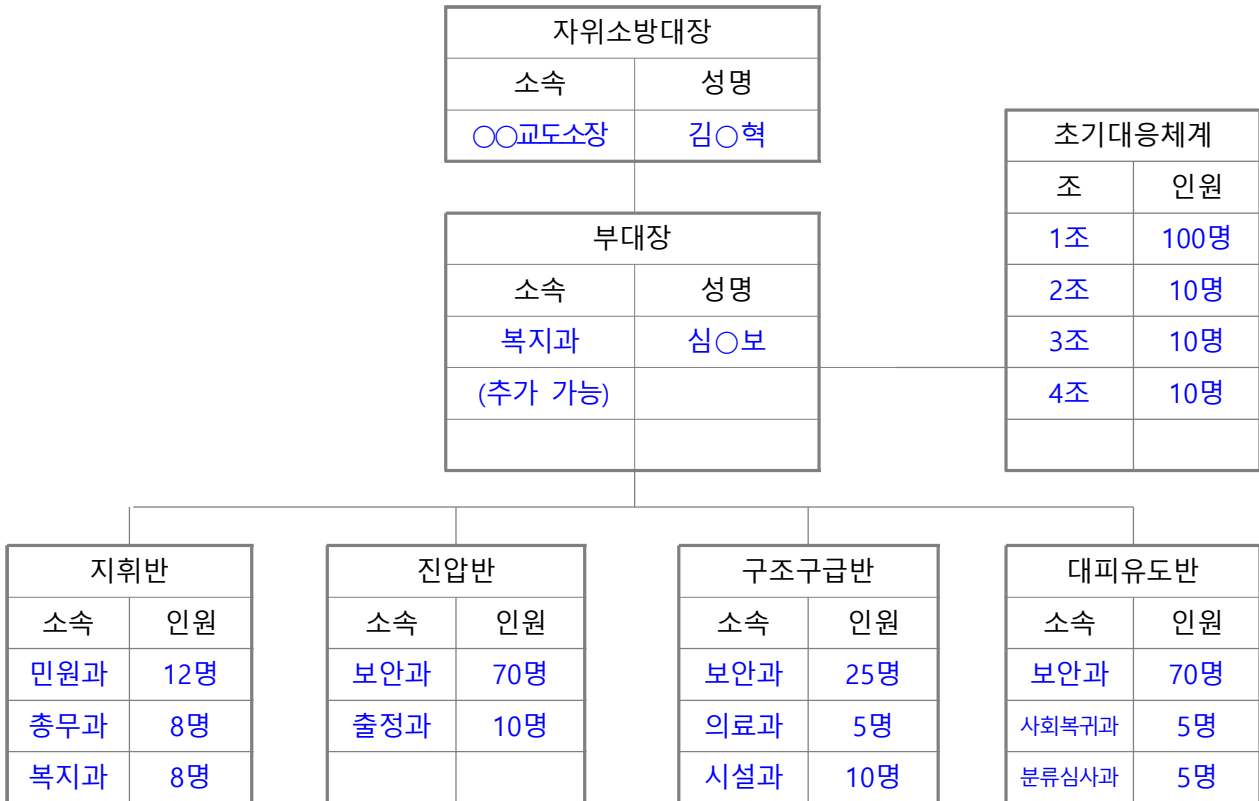 자위소방대장
소속 성명
○○교도소장 김○혁
초기대응체계
조 인원
1조 100명
2조 10명
3조 10명
4조 10명
부대장
소속 성명
복지과 심○보
(추가 가능)
지휘반
소속 인원
민원과 12명
총무과 8명
복지과 8명
진압반
소속 인원
보안과 70명
출정과 10명
구조구급반
소속 인원
보안과 25명
의료과 5명
시설과 10명
대피유도반
소속 인원
보안과 70명
사회복귀과 5명
분류심사과 5명